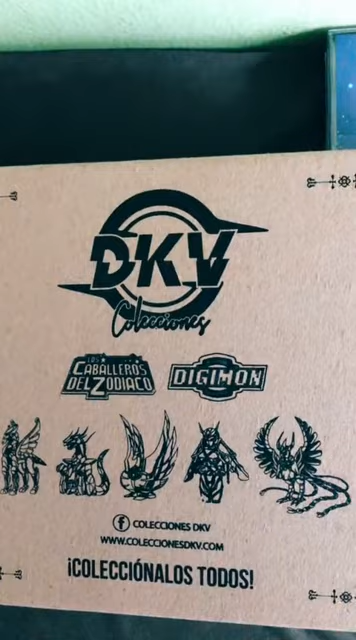 DKV
Colecciones
LOS
CABALLEROS
DEL ZODIACO
DIGIMON
COLECCIONES DKV
WWW.COLECCIONESDKV.COM
¡COLECCIÓNALOS TODOS!